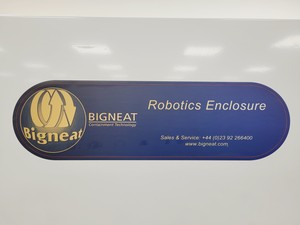 Bigneat
BIGNEAT
Containment Technology
Robotics Enclosure
Sales & Service: +44 (0)23 92 266400
www.bigneat.com